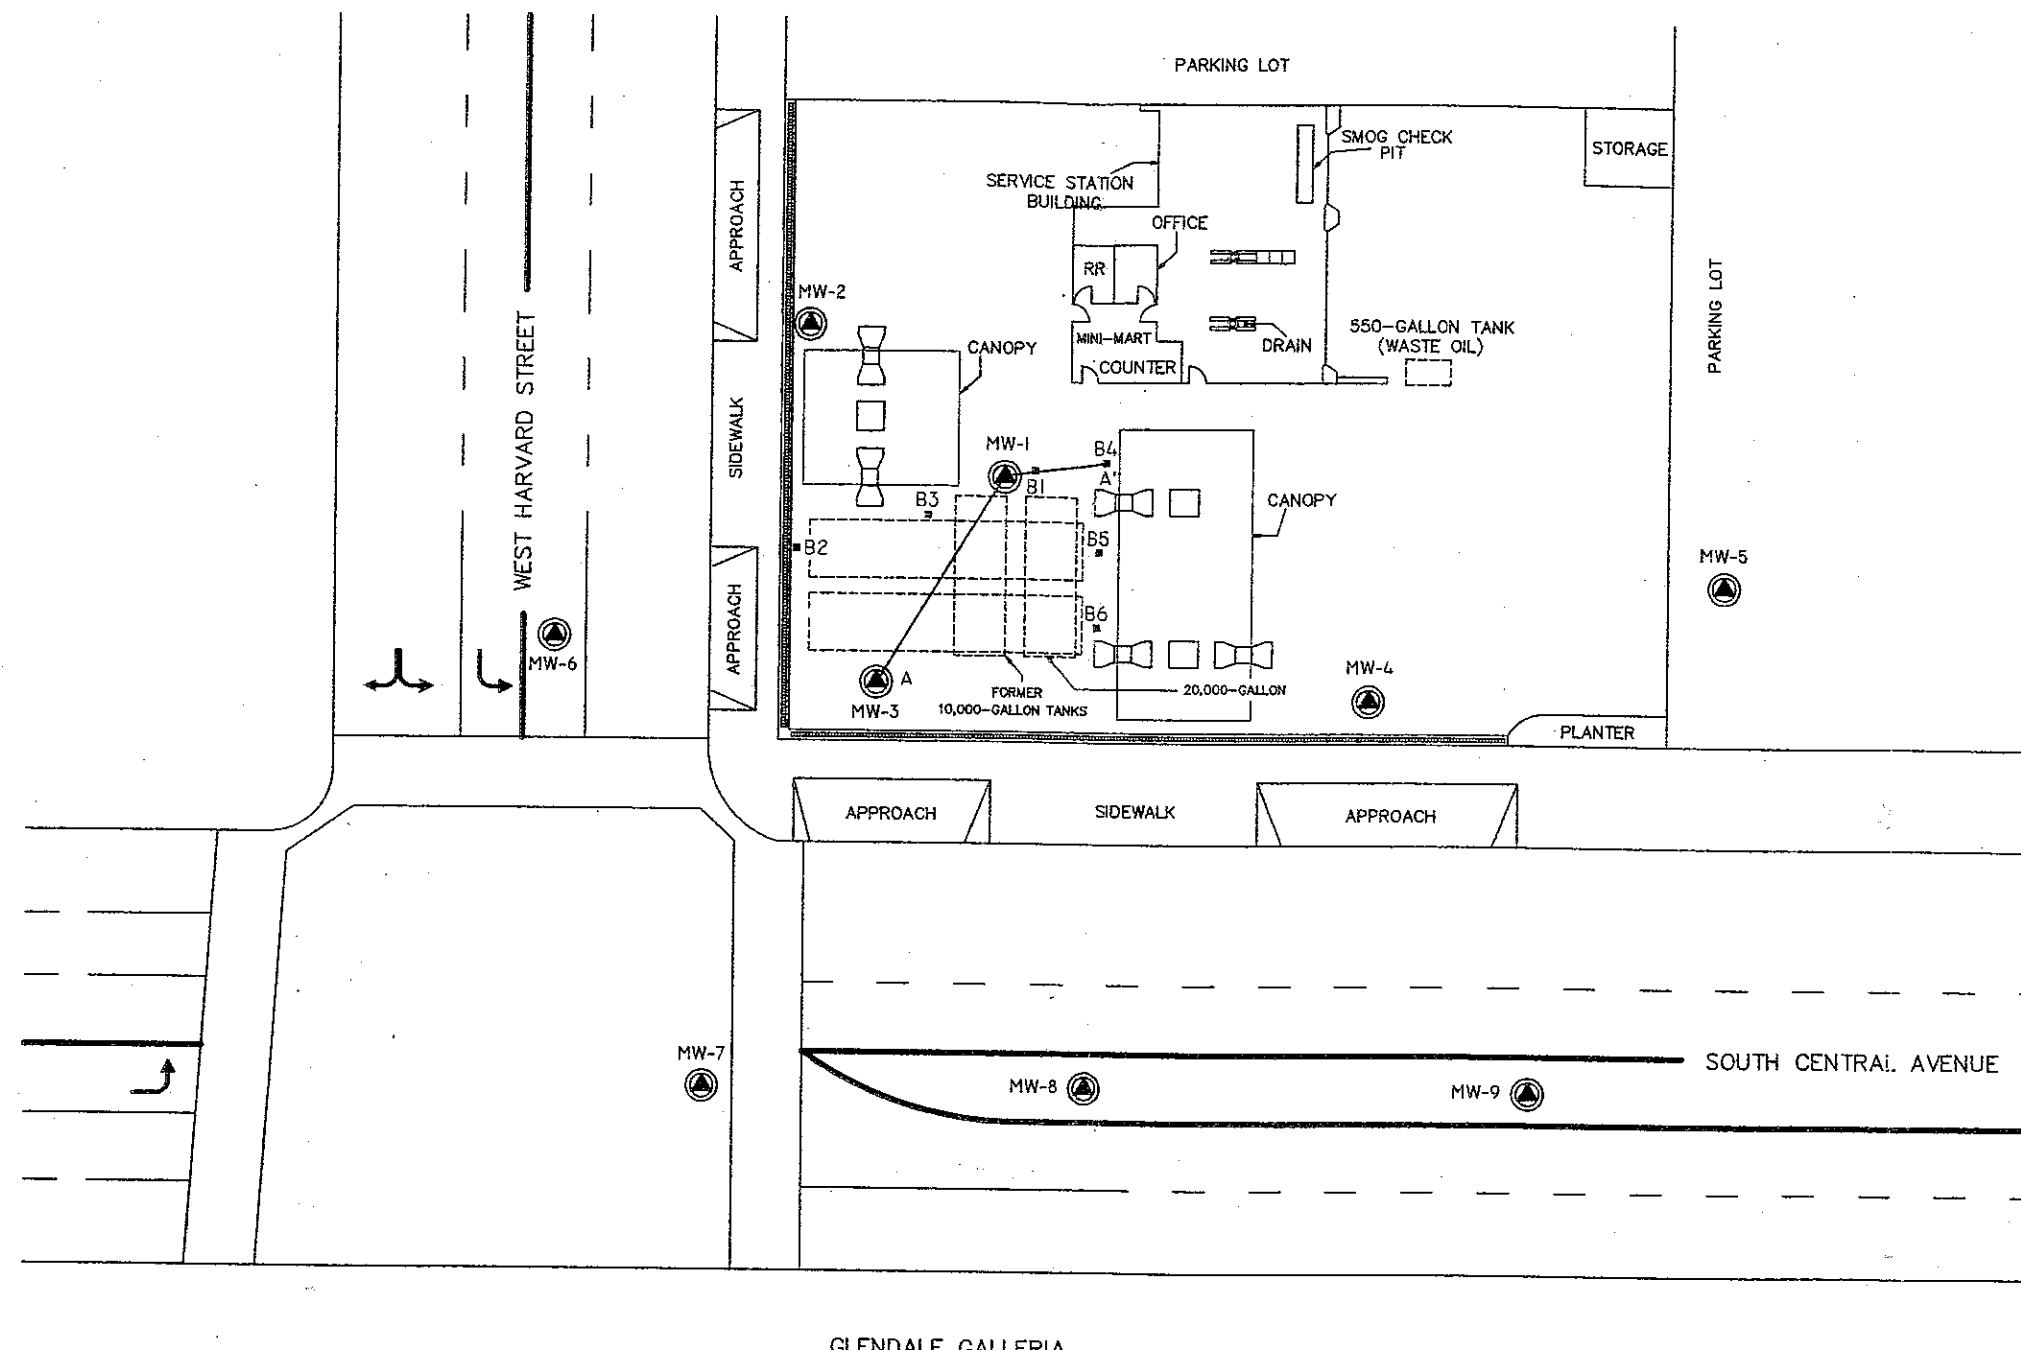 PARKING LOT
SMOG CHECK
PIT
STORAGE
SERVICE STATION
BUILDING
OFFICE
APPROACH
RR
MW-2
PARKING LOT
550-GALLON TANK
(WASTE OIL)
MINI-MART
DRAIN
CANOPY
COUNTER
WEST HARVARD STREET
SIDEWALK
MW-1
B4
A'
B1
B3
CANOPY
B2
B5
MW-5
APPROACH
B6
MW-6
MW-4
A
FORMER
10,000-GALLON TANKS
20,000-GALLON
MW-3
PLANTER
APPROACH
SIDEWALK
APPROACH
MW-7
MW-8
MW-9
SOUTH CENTRAL AVENUE
GLENDALE GALLERIA